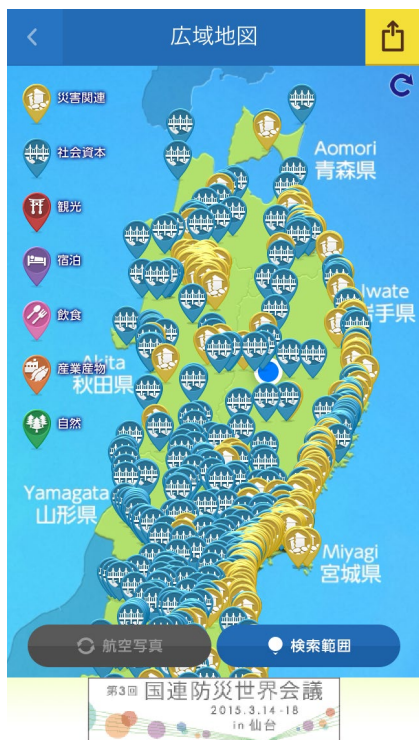 広域地図
災害関連
社会資本
観光
宿泊
飲食
産業産物
自然
Aomori
青森県
Iwate
岩手県
Akita
秋田県
Yamagata
山形県
Miyagi
宮城県
航空写真
検索範囲
第3回 国連防災世界会議
2015.3.14-18
in 仙台